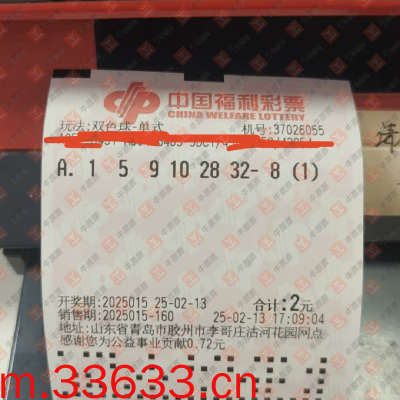 中国福利彩票
CHINA WELFARE LOTTERY
玩法:双色球-单式 机号:37026055
A. 1 5 9 10 28 32- 8 (1)
开奖期:2025015 25-02-13 合计:2元
销售期:2025015-160 25-02-13 17:09:04
地址:山东省青岛市胶州市李哥庄沽河花园网点
感谢您为公益事业贡献0.72元
m.33633.cn